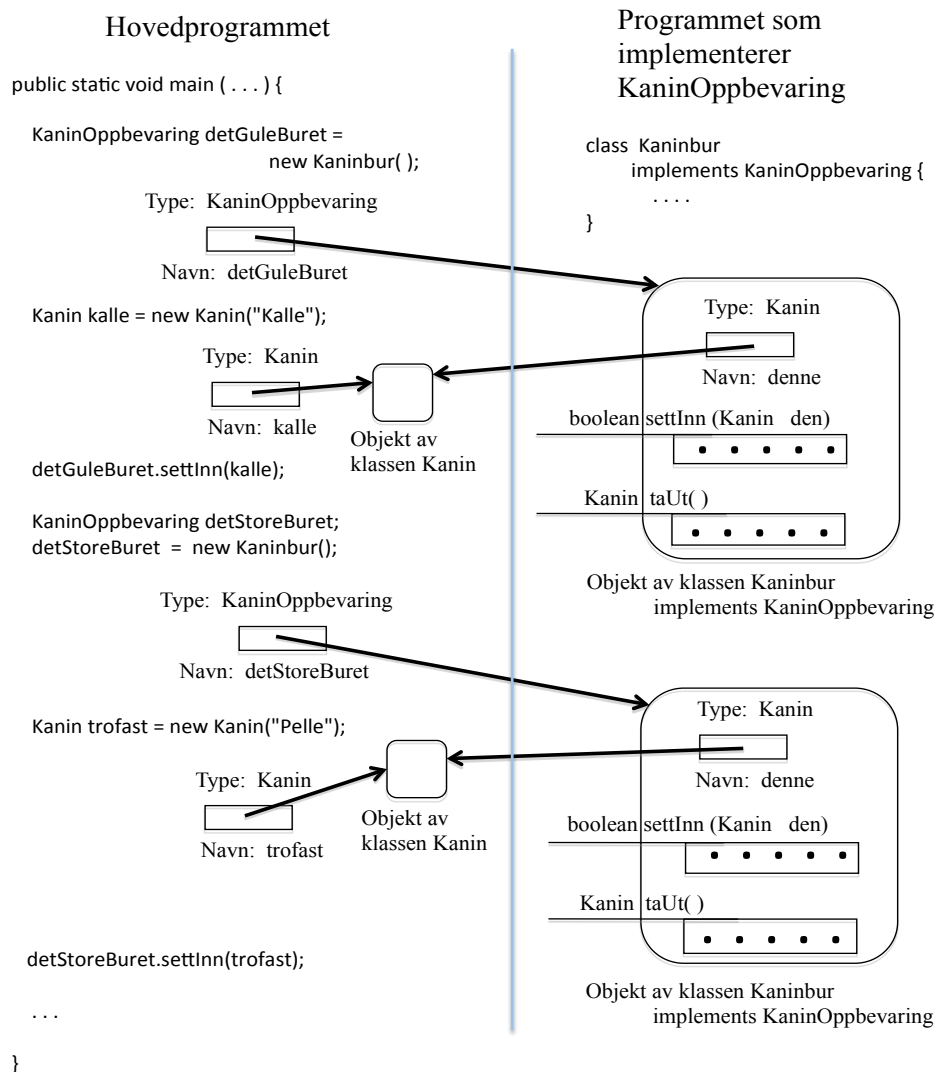 Hovedprogrammet
public static void main ( . . . ) {
KaninOppbevaring detGuleBuret =
new Kaninbur( );
Type: KaninOppbevaring
Navn: detGuleBuret
Kanin kalle = new Kanin("Kalle");
Type: Kanin
Navn: kalle
Objekt av
klassen Kanin
detGuleBuret.settInn(kalle);
KaninOppbevaring detStoreBuret;
detStoreBuret = new Kaninbur();
Type: KaninOppbevaring
Navn: detStoreBuret
Kanin trofast = new Kanin("Pelle");
Type: Kanin
Navn: trofast
Objekt av
klassen Kanin
detStoreBuret.settInn(trofast);
. . .
}
Programmet som
implementerer
KaninOppbevaring
class Kaninbur
implements KaninOppbevaring {
. . . .
}
Type: Kanin
Navn: denne
boolean settInn (Kanin den)
Kanin taUt( )
Objekt av klassen Kaninbur
implements KaninOppbevaring
Type: Kanin
Navn: denne
boolean settInn (Kanin den)
Kanin taUt( )
Objekt av klassen Kaninbur
implements KaninOppbevaring